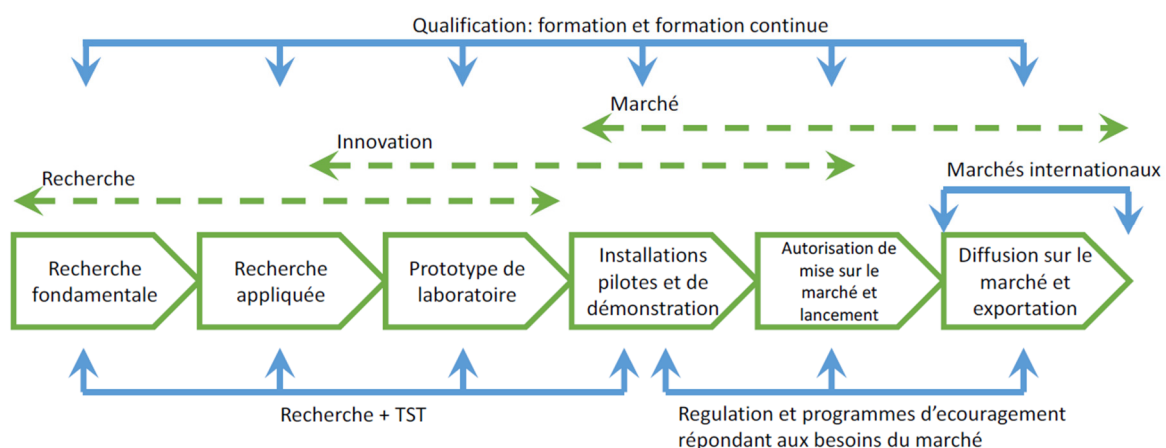 Qualification: formation et formation continue
Marché
Innovation
Marchés internationaux
Recherche
Recherche
fondamentale
Recherche
appliquée
Prototype de
laboratoire
Installations
pilotes et de
démonstration
Autorisation de
mise sur le
marché et
lancement
Diffusion sur le
marché et
exportation
Recherche + TST
Regulation et programmes d’ecouragement
répondant aux besoins du marché